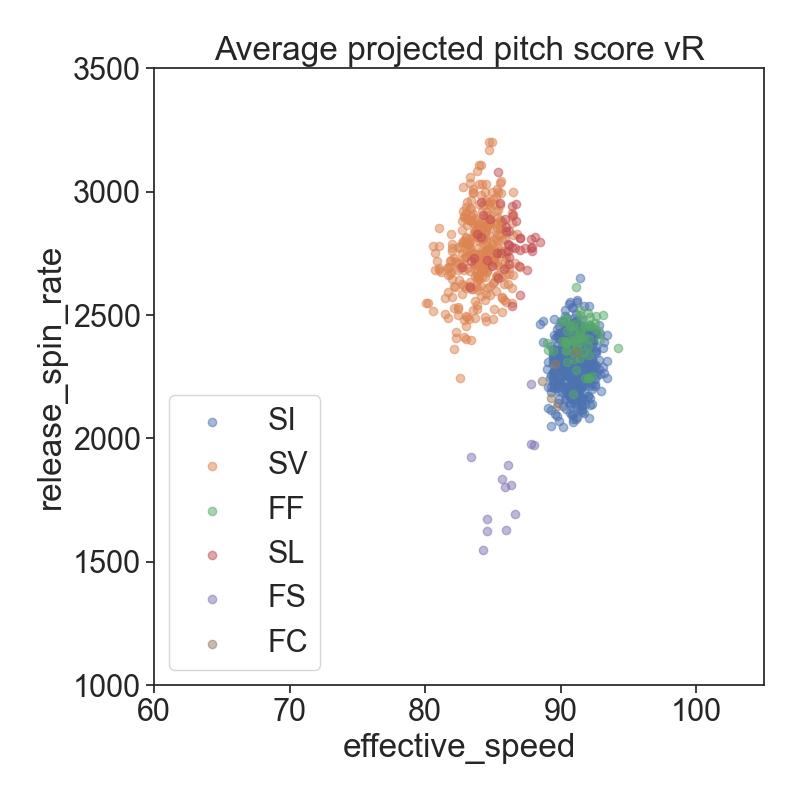 Average projected pitch score vR
3500
3000
2500
2000
1500
1000
release_spin_rate
SI
SV
FF
SL
FS
FC
60
70
80
90
100
effective_speed